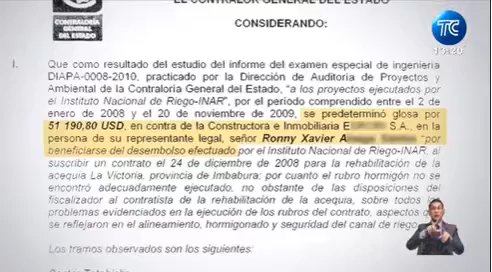 EL CONTRALOR GENERAL DEL ESTADO
CONTRALORÍA
GENERAL
DEL ESTADO
CONSIDERANDO:
TC
13:20
I. Que como resultado del estudio del informe del examen especial de ingeniería
DIAPA-0008-2010, practicado por la Dirección de Auditoría de Proyectos y
Ambiental de la Contraloría General del Estado, "a los proyectos ejecutados por
el Instituto Nacional de Riego-INAR", por el período comprendido entre el 2 de
enero de 2008 y el 20 de noviembre de 2009, se predeterminó glosa por
51 190,80 USD, en contra de la Constructora e Inmobiliaria E S.A., en la
persona de su representante legal, señor Ronny Xavier A "por
beneficiarse del desembolso efectuado por el Instituto Nacional de Riego-INAR, al
suscribir un contrato el 24 de diciembre de 2008 para la rehabilitación de la
acequia La Victoria, provincia de Imbabura; por cuanto el rubro hormigón no
se encontró adecuadamente ejecutado, no obstante de las disposiciones del
fiscalizador al contratista de la rehabilitación de la acequia, sobre todos los
problemas evidenciados en la ejecución de los rubros del contrato, aspectos
se reflejaron en el alineamiento, hormigonado y seguridad del canal de
Los tramos observados son los siguientes: